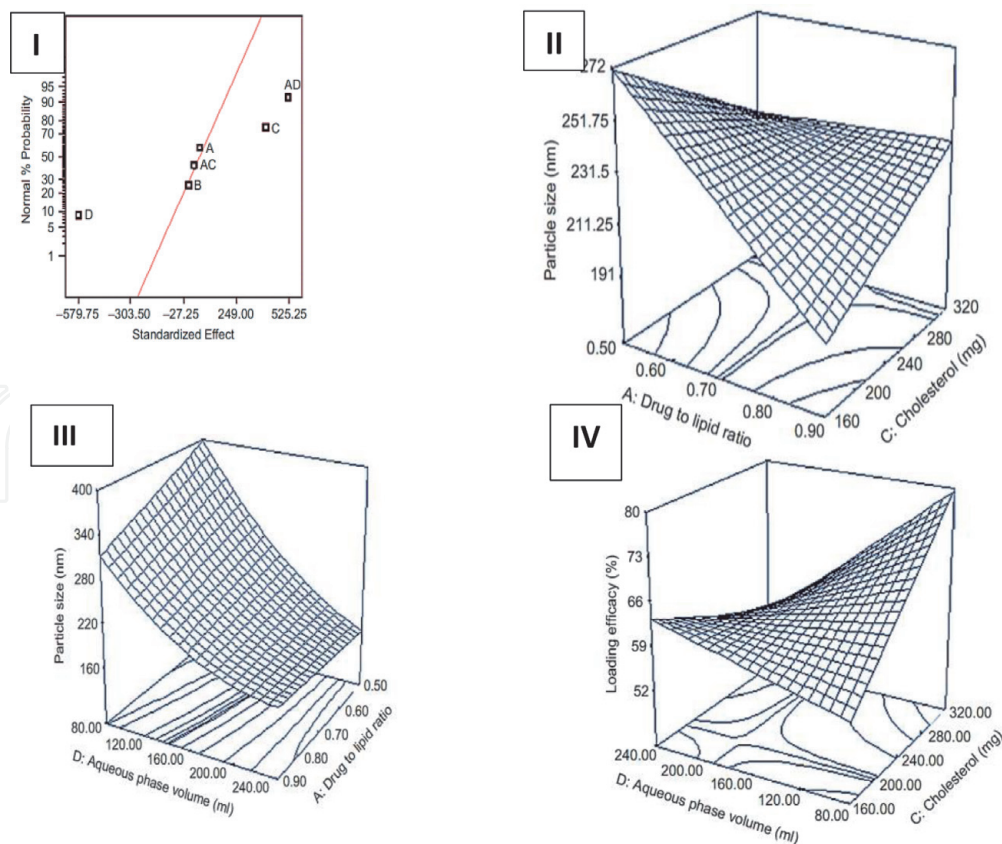 I
Normal % Probability
95
90
80
70
50
30
20
10
5
1
AD
C
A
AC
B
D
−579.75 −303.50 −27.25 249.00 525.25
Standardized Effect
II
272
251.75
231.5
211.25
191
Particle size (nm)
0.50
0.60
0.70
0.80
0.90
A: Drug to lipid ratio
320
280
240
200
160
C: Cholesterol (mg)
III
400
340
280
220
160
Particle size (nm)
80.00
120.00
160.00
200.00
240.00
D: Aqueous phase volume (ml)
0.50
0.60
0.70
0.80
0.90
A: Drug to lipid ratio
IV
80
73
66
59
52
Loading efficacy (%)
240.00
200.00
160.00
120.00
80.00
D: Aqueous phase volume (ml)
320.00
280.00
240.00
200.00
160.00
C: Cholesterol (mg)